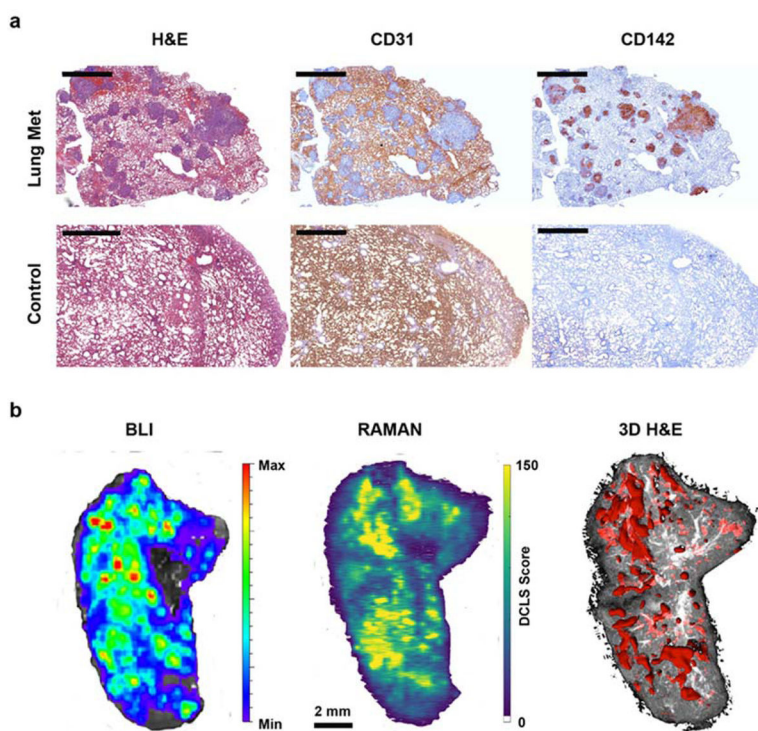 a
H&E CD31 CD142
Lung Met
Control
b
BLI RAMAN 3D H&E
Max
Min
150
DCLS Score
0
2 mm